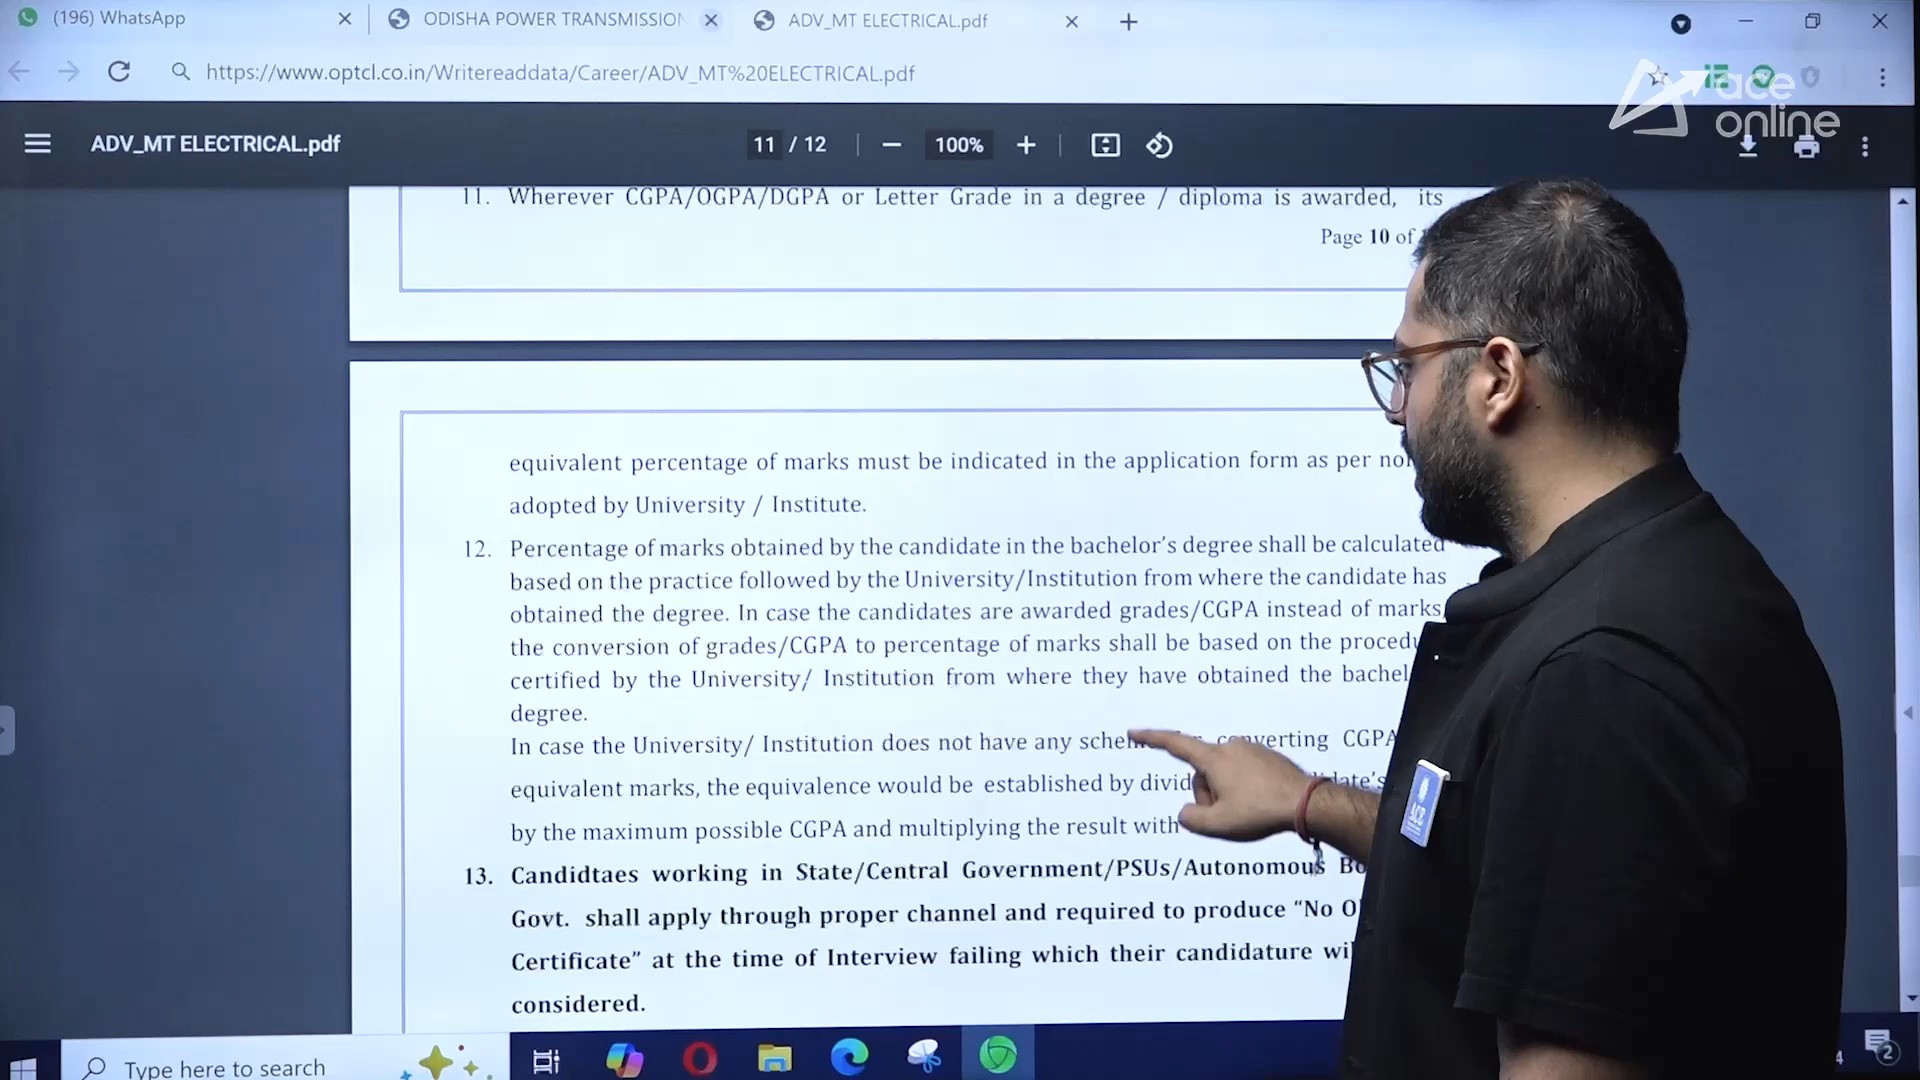 (196) WhatsApp
ODISHA POWER TRANSMISSION
ADV_MT ELECTRICAL.pdf
https://www.optcl.co.in/Writereaddata/Career/ADV_MT%20ELECTRICAL.pdf
ace
online
ADV_MT ELECTRICAL.pdf
11 / 12
100%
11. Wherever CGPA/OGPA/DGPA or Letter Grade in a degree / diploma is awarded, its
Page 10 of
equivalent percentage of marks must be indicated in the application form as per
adopted by University / Institute.
12. Percentage of marks obtained by the candidate in the bachelor's degree shall be calculated
based on the practice followed by the University/Institution from where the candidate has
obtained the degree. In case the candidates are awarded grades/CGPA instead of marks
the conversion of grades/CGPA to percentage of marks shall be based on the
certified by the University/ Institution from where they have obtained the
degree.
In case the University/ Institution does not have any converting CGPA
equivalent marks, the equivalence would be established by
by the maximum possible CGPA and multiplying the result with
13. Candidtaes working in State/Central Government/PSUs/Autonomous
Govt. shall apply through proper channel and required to produce "No
Certificate" at the time of Interview failing which their candidature
considered.
ACE
Type here to search
2